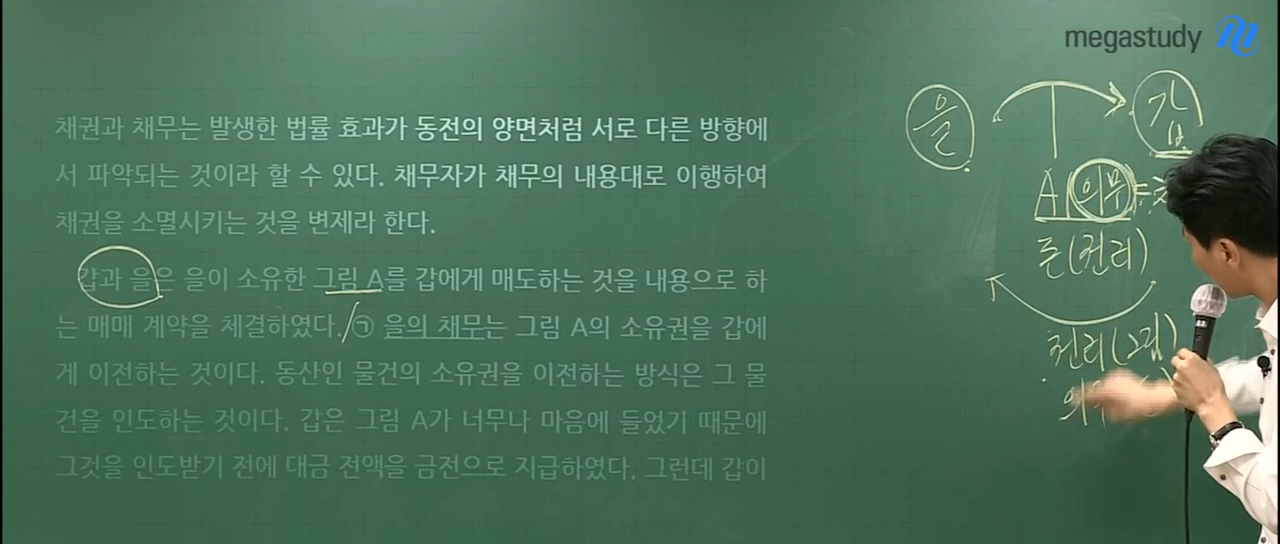 megastudy
채권과 채무는 발생한 법률 효과가 동전의 양면처럼 서로 다른 방향에
서 파악되는 것이라 할 수 있다. 채무자가 채무의 내용대로 이행하여
채권을 소멸시키는 것을 변제라 한다.
갑과 을은 을이 소유한 그림 A를 갑에게 매도하는 것을 내용으로 하
는 매매 계약을 체결하였다. ㉠ 을의 채무는 그림 A의 소유권을 갑에
게 이전하는 것이다. 동산인 물건의 소유권을 이전하는 방식은 그 물
건을 인도하는 것이다. 갑은 그림 A가 너무나 마음에 들었기 때문에
그것을 인도받기 전에 대금 전액을 금전으로 지급하였다. 그런데 갑이
을
갑
A(의무)
돈(권리)
권리(그림)